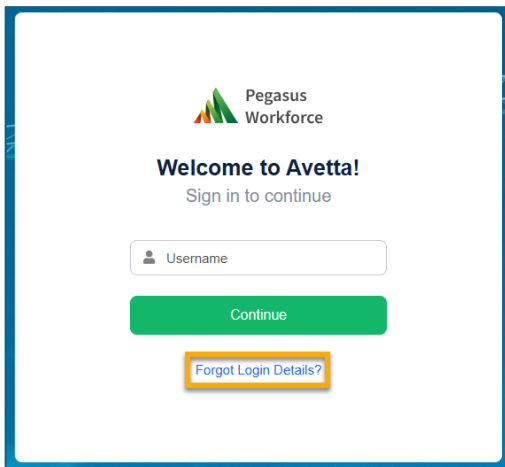 Pegasus
Workforce
Welcome to Avetta!
Sign in to continue
Username
Continue
Forgot Login Details?